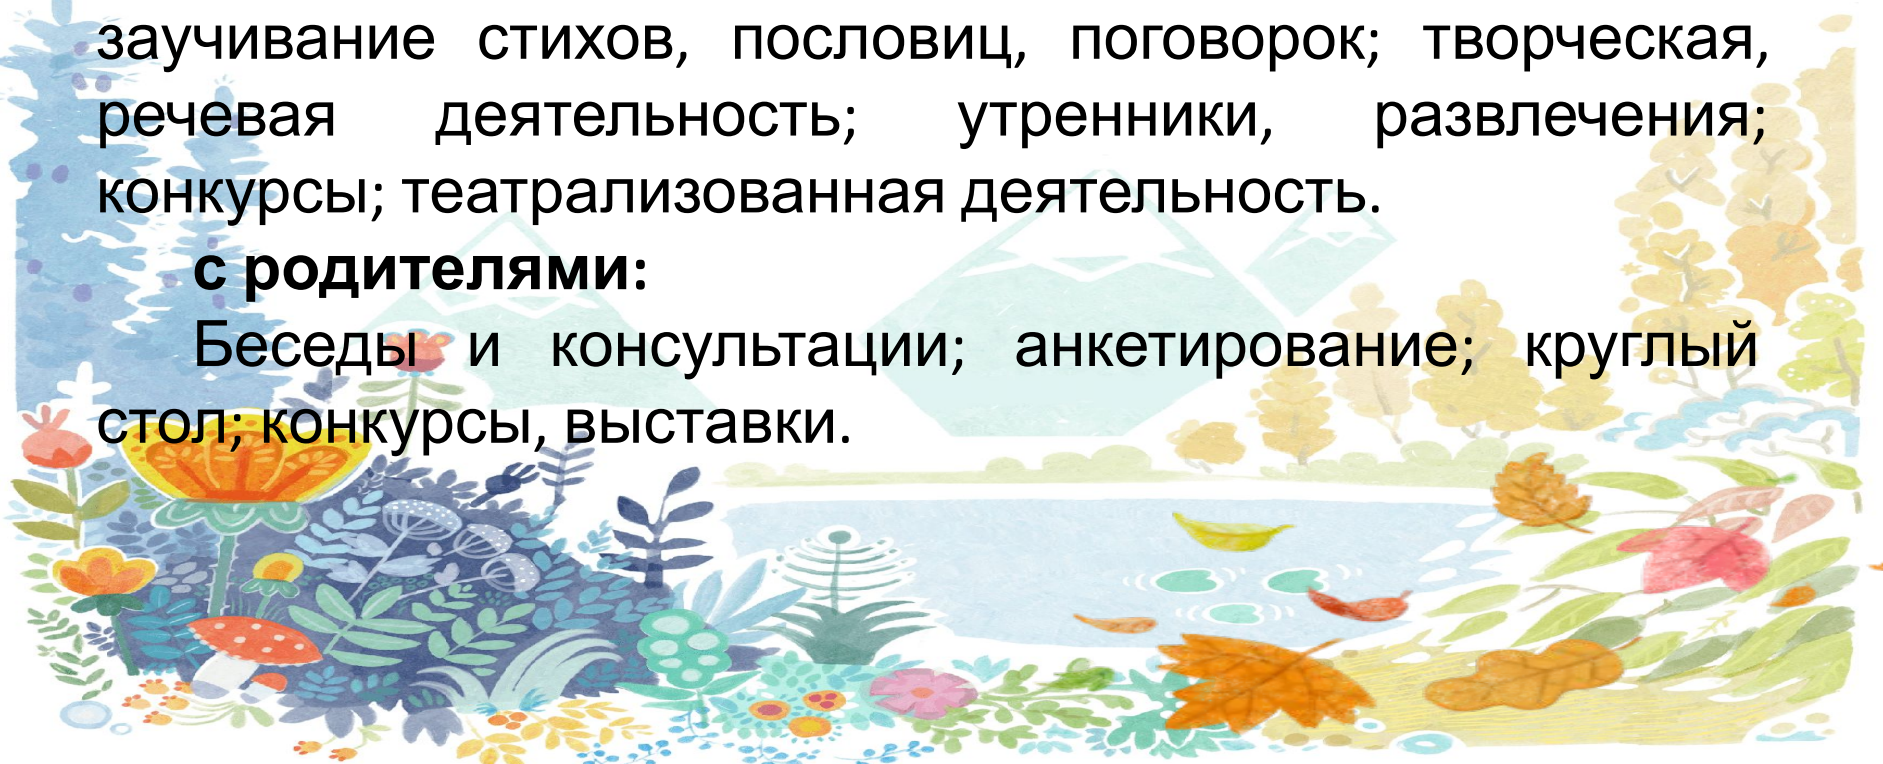 заучивание стихов, пословиц, поговорок; творческая,
речевая деятельность; утренники, развлечения;
конкурсы; театрализованная деятельность.
с родителями:
Беседы и консультации; анкетирование; круглый
стол; конкурсы, выставки.